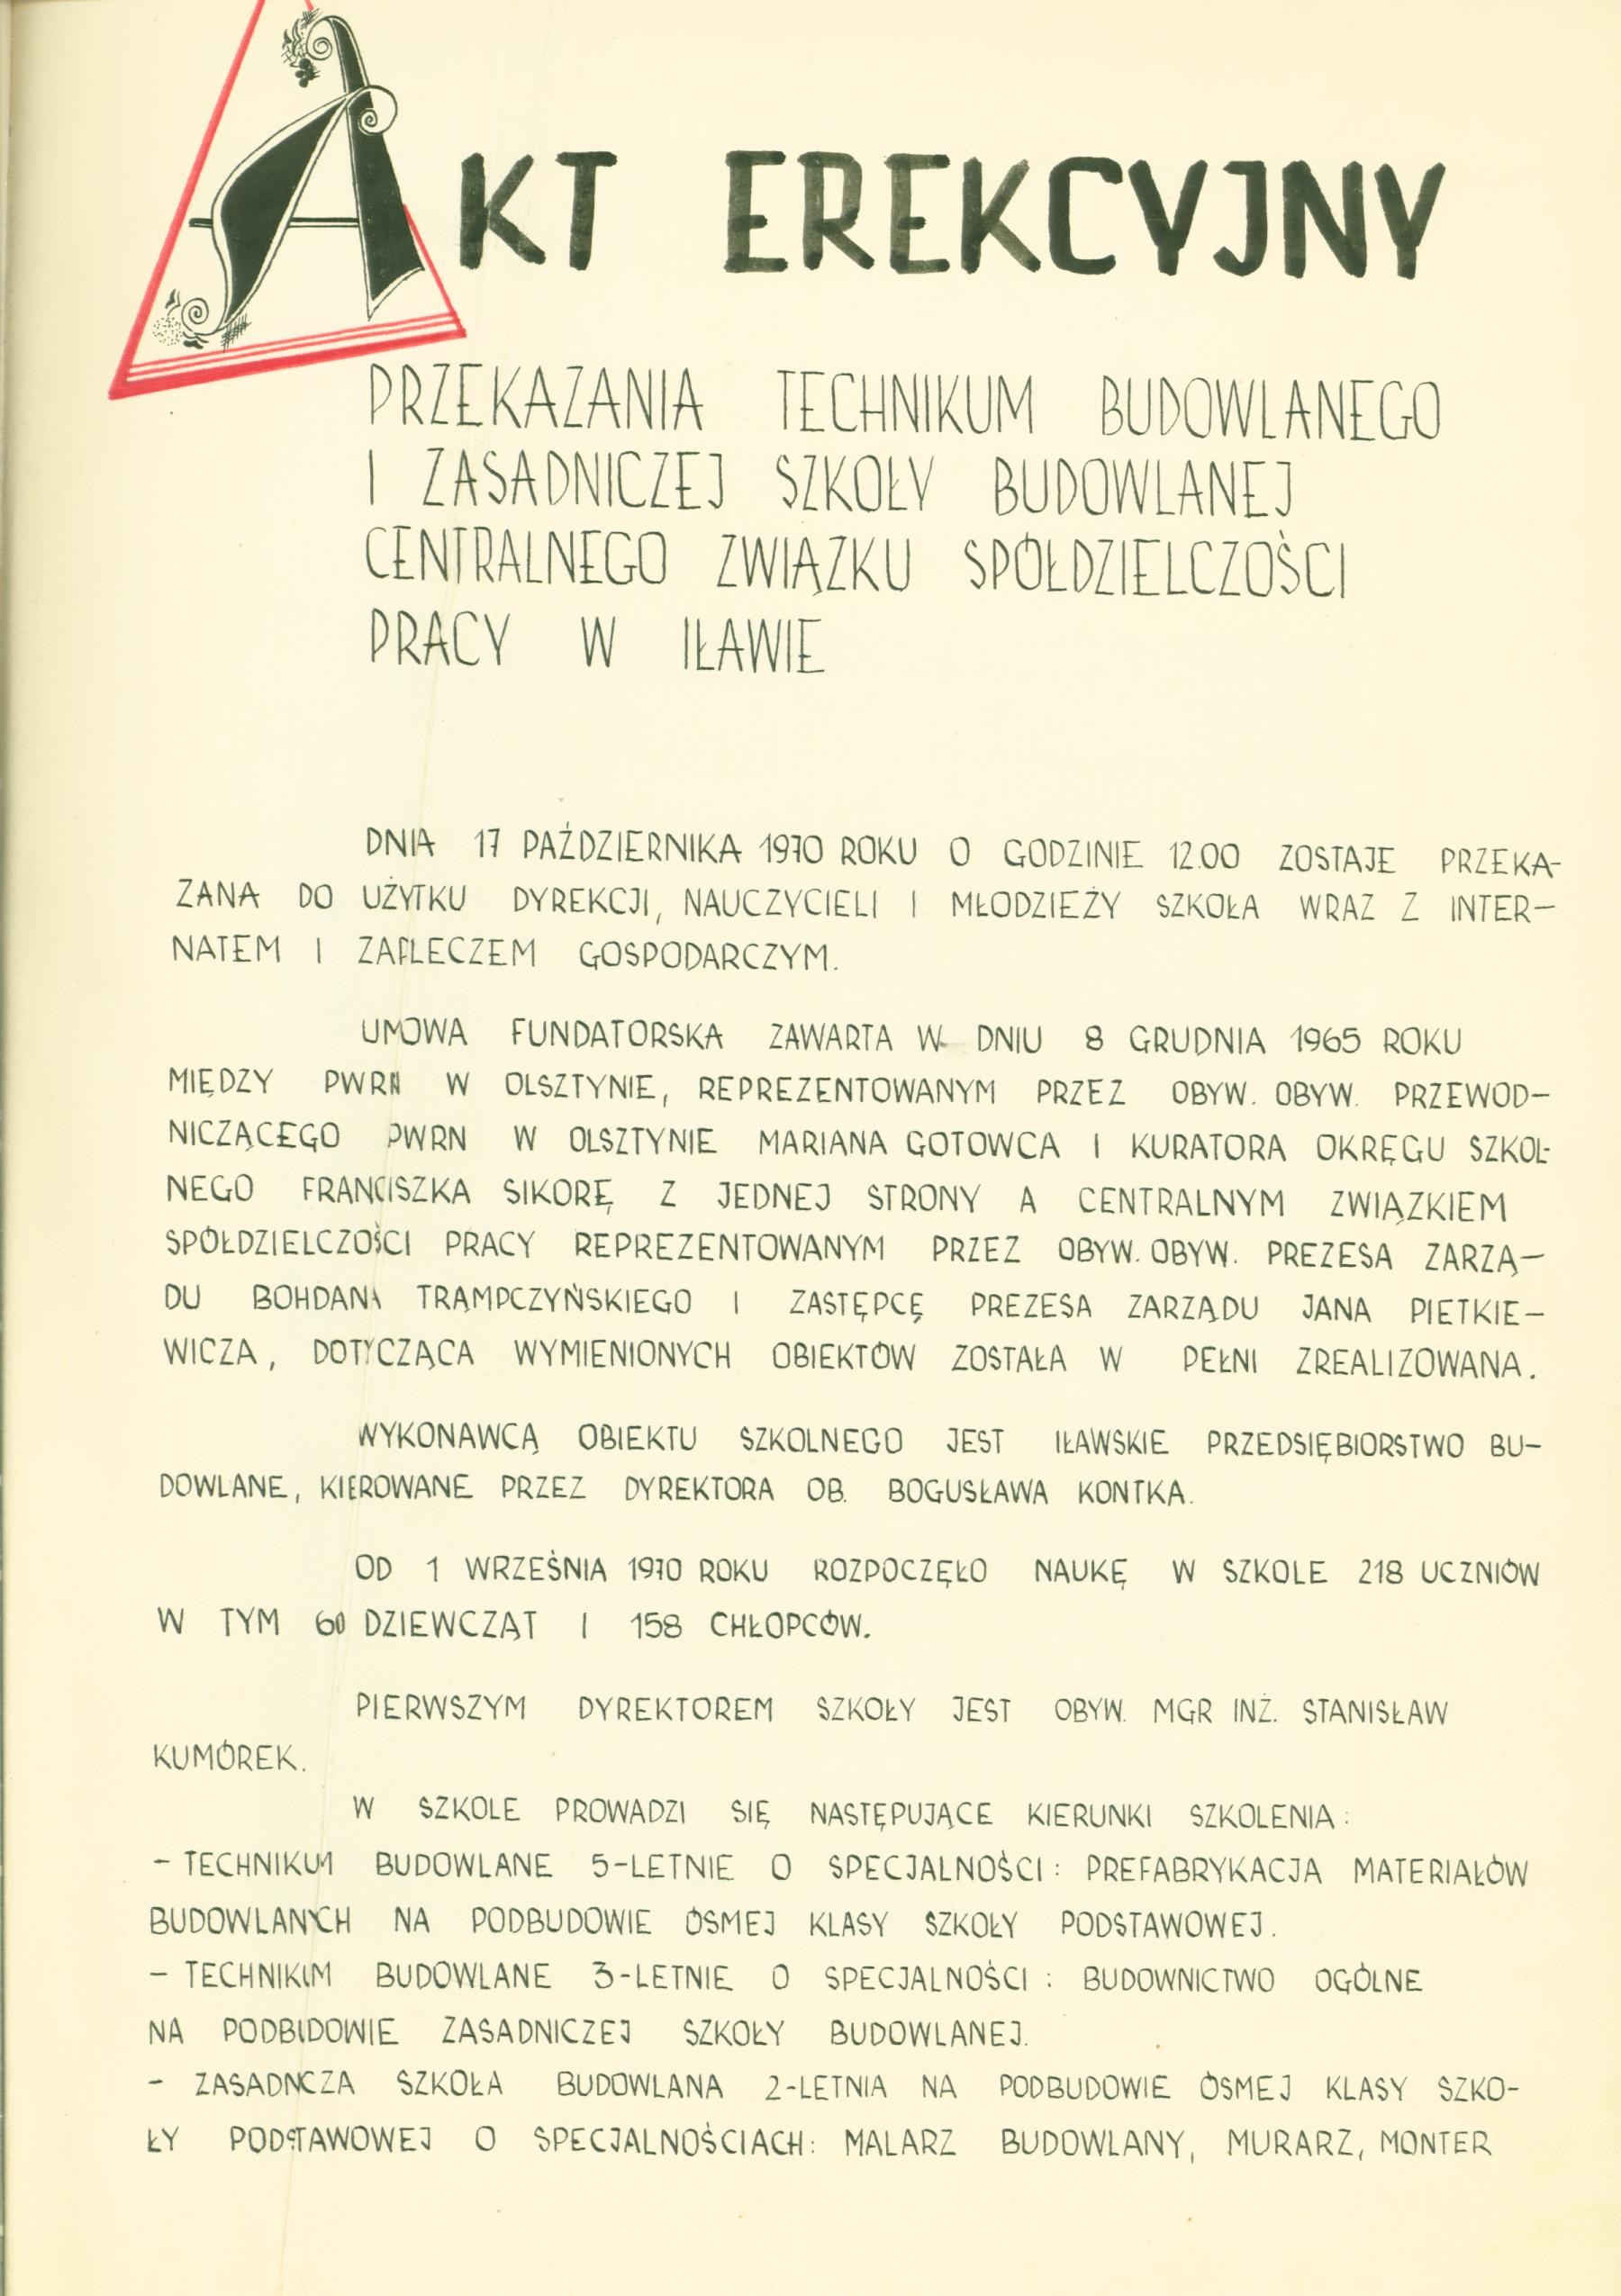 AKT EREKCYJNY
PRZEKAZANIA TECHNIKUM BUDOWLANEGO
I ZASADNICZEJ SZKOŁY BUDOWLANEJ
CENTRALNEGO ZWIĄZKU SPÓŁDZIELCZOŚCI
PRACY W IŁAWIE
DNIA 17 PAŹDZIERNIKA 1970 ROKU O GODZINIE 12.00 ZOSTAJE PRZEKA-
ZANA DO UŻYTKU DYREKCJI, NAUCZYCIELI I MŁODZIEŻY SZKOŁA WRAZ Z INTER-
NATEM I ZAPLECZEM GOSPODARCZYM.
UMOWA FUNDATORSKA ZAWARTA W DNIU 8 GRUDNIA 1965 ROKU
MIĘDZY PWRN W OLSZTYNIE, REPREZENTOWANYM PRZEZ OBYW. OBYW. PRZEWOD-
NICZĄCEGO PWRN W OLSZTYNIE MARIANA GOTOWCA I KURATORA OKRĘGU SZKOL-
NEGO FRANCISZKA SIKORĘ Z JEDNEJ STRONY A CENTRALNYM ZWIĄZKIEM
SPÓŁDZIELCZOŚCI PRACY REPREZENTOWANYM PRZEZ OBYW. OBYW. PREZESA ZARZĄ-
DU BOHDANA TRĄMPCZYŃSKIEGO I ZASTĘPCĘ PREZESA ZARZĄDU JANA PIETKIE-
WICZA, DOTYCZĄCA WYMIENIONYCH OBIEKTÓW ZOSTAŁA W PEŁNI ZREALIZOWANA.
WYKONAWCĄ OBIEKTU SZKOLNEGO JEST IŁAWSKIE PRZEDSIĘBIORSTWO BU-
DOWLANE, KIEROWANE PRZEZ DYREKTORA OB. BOGUSŁAWA KONTKA.
OD 1 WRZEŚNIA 1970 ROKU ROZPOCZĘŁO NAUKĘ W SZKOLE 218 UCZNIÓW
W TYM 60 DZIEWCZĄT I 158 CHŁOPCÓW.
PIERWSZYM DYREKTOREM SZKOŁY JEST OBYW. MGR INŻ. STANISŁAW
KUMÓREK.
W SZKOLE PROWADZI SIĘ NASTĘPUJĄCE KIERUNKI SZKOLENIA:
- TECHNIKUM BUDOWLANE 5-LETNIE O SPECJALNOŚCI: PREFABRYKACJA MATERIAŁÓW
BUDOWLANYCH NA PODBUDOWIE ÓSMEJ KLASY SZKOŁY PODSTAWOWEJ.
- TECHNIKUM BUDOWLANE 3-LETNIE O SPECJALNOŚCI: BUDOWNICTWO OGÓLNE
NA PODBUDOWIE ZASADNICZEJ SZKOŁY BUDOWLANEJ.
- ZASADNCZA SZKOŁA BUDOWLANA 2-LETNIA NA PODBUDOWIE ÓSMEJ KLASY SZKO-
ŁY PODSTAWOWEJ O SPECJALNOŚCIACH: MALARZ BUDOWLANY, MURARZ, MONTER